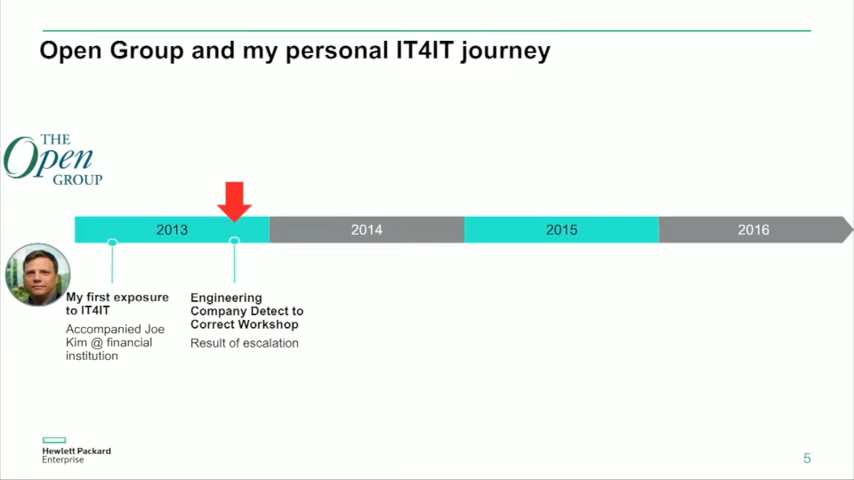 Open Group and my personal IT4IT journey
THE
Open
GROUP
2013
2014
2015
2016
My first exposure
to IT4IT
Accompanied Joe
Kim @ financial
institution
Engineering
Company Detect to
Correct Workshop
Result of escalation
Hewlett Packard
Enterprise
5